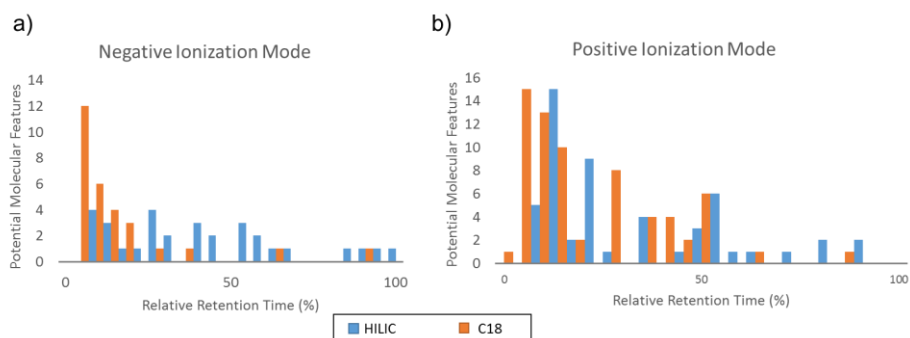 a)
Negative Ionization Mode
Potential Molecular Features
14
12
10
8
6
4
2
0
0 50 100
Relative Retention Time (%)
b)
Positive Ionization Mode
Potential Molecular Features
16
14
12
10
8
6
4
2
0
0 50 100
Relative Retention Time (%)
HILIC C18